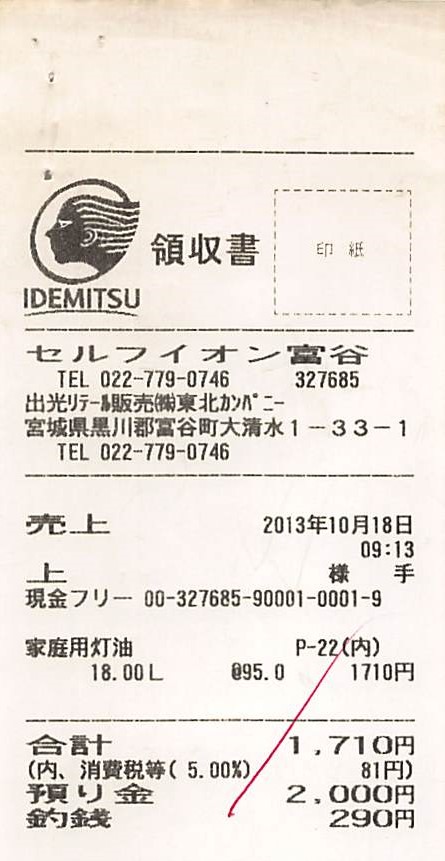 IDEMITSU
領収書
印紙
セルフイオン富谷
TEL 022-779-0746 327685
出光ﾘﾃｰﾙ販売㈱東北ｶﾝﾊﾟﾆｰ
宮城県黒川郡富谷町大清水1-33-1
TEL 022-779-0746
売上 2013年10月18日
09:13
上 様 手
現金フリー 00-327685-90001-0001-9
家庭用灯油 P-22(内)
18.00L @95.0 1710円
合計 1,710円
(内、消費税等( 5.00%) 81円)
預り金 2,000円
釣銭 290円